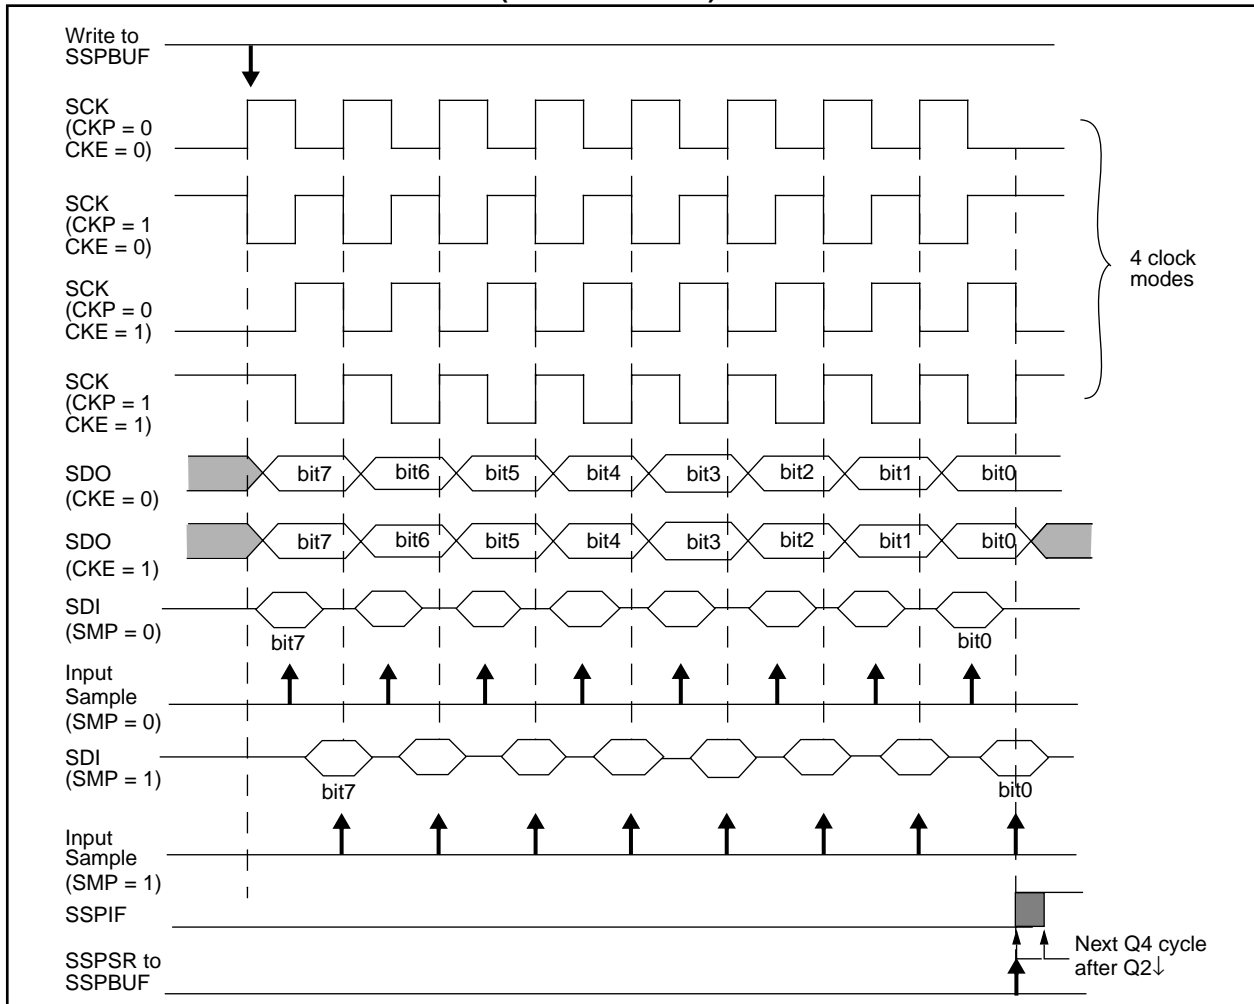 Write to
SSPBUF
SCK
(CKP = 0
CKE = 0)
SCK
(CKP = 1
CKE = 0)
SCK
(CKP = 0
CKE = 1)
SCK
(CKP = 1
CKE = 1)
4 clock
modes
SDO
(CKE = 0)
bit7 bit6 bit5 bit4 bit3 bit2 bit1 bit0
SDO
(CKE = 1)
bit7 bit6 bit5 bit4 bit3 bit2 bit1 bit0
SDI
(SMP = 0)
bit7 bit0
Input
Sample
(SMP = 0)
SDI
(SMP = 1)
bit7 bit0
Input
Sample
(SMP = 1)
SSPIF
SSPSR to
SSPBUF
Next Q4 cycle
after Q2↓